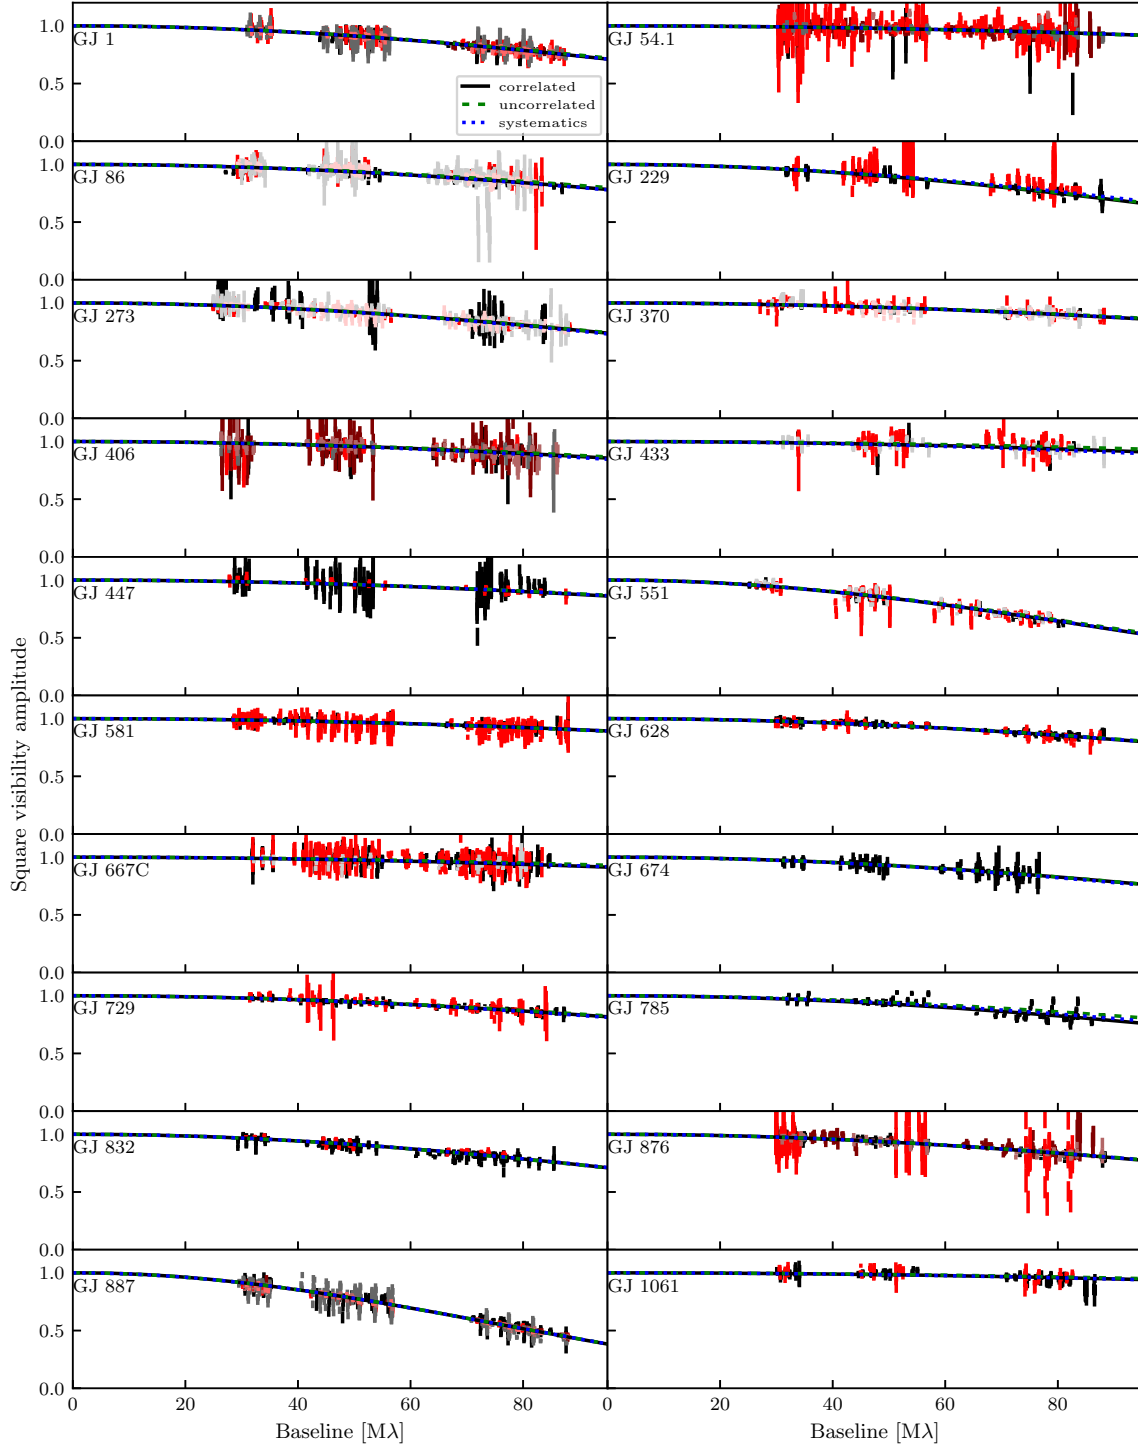 1.0
GJ 1
GJ 54.1
0.5
correlated
uncorrelated
systematics
0.0
1.0
GJ 86
GJ 229
0.5
0.0
1.0
GJ 273
GJ 370
0.5
0.0
1.0
GJ 406
GJ 433
0.5
0.0
1.0
GJ 447
GJ 551
0.5
0.0
1.0
GJ 581
GJ 628
0.5
0.0
1.0
GJ 667C
GJ 674
0.5
0.0
1.0
GJ 729
GJ 785
0.5
0.0
1.0
GJ 832
GJ 876
0.5
0.0
1.0
GJ 887
GJ 1061
0.5
0.0
Square visibility amplitude
0 20 40 60 80 0 20 40 60 80
Baseline [Mλ] Baseline [Mλ]